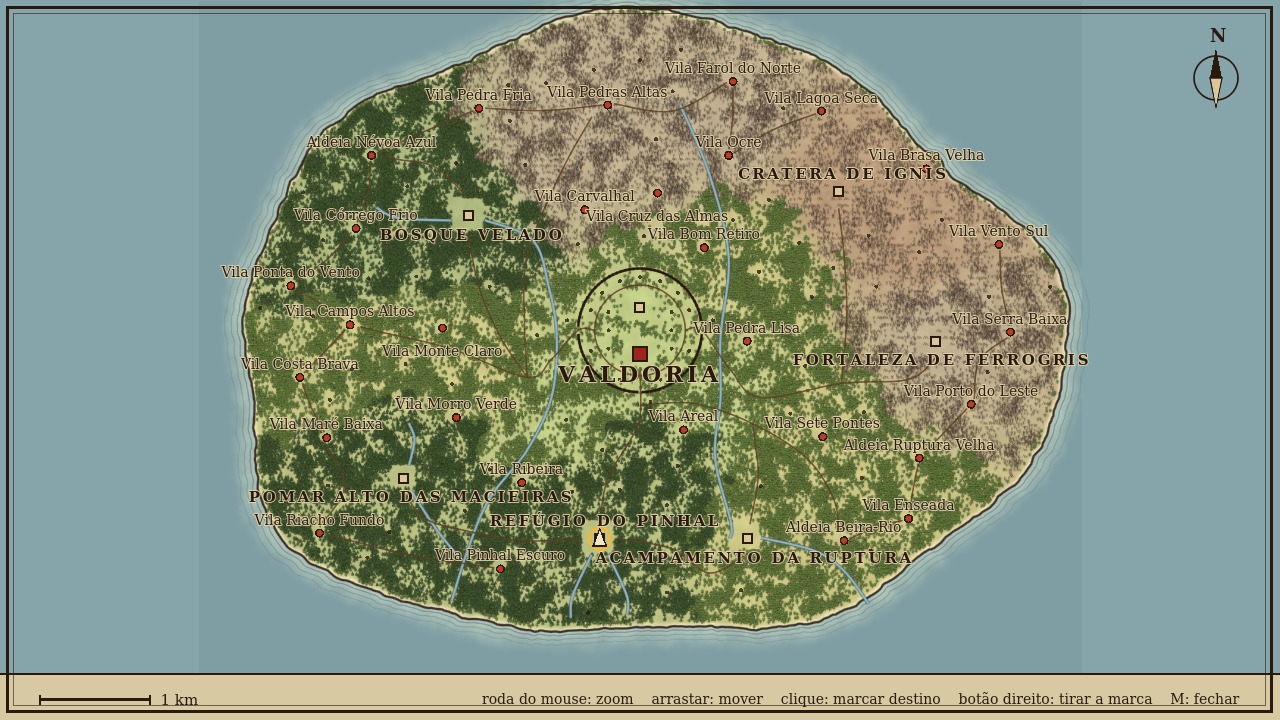 N
Vila Farol do Norte
Vila Pedra Fria
Vila Pedras Altas
Vila Lagoa Seca
Aldeia Névoa Azul
Vila Ocre
Vila Brasa Velha
CRATERA DE IGNIS
Vila Carvalhal
Vila Córrego Frio
Vila Cruz das Almas
BOSQUE VELADO
Vila Bom Retiro
Vila Vento Sul
Vila Ponta do Vento
Vila Campos Altos
Vila Pedra Lisa
Vila Serra Baixa
Vila Monte Claro
FORTALEZA DE FERROGRIS
Vila Costa Brava
VALDORIA
Vila Porto do Leste
Vila Morro Verde
Vila Areal
Vila Maré Baixa
Vila Sete Pontes
Aldeia Ruptura Velha
Vila Ribeira
POMAR ALTO DAS MACIEIRAS
Vila Enseada
Vila Riacho Fundo
REFÚGIO DO PINHAL
Aldeia Beira-Rio
Vila Pinhal Escuro
ACAMPAMENTO DA RUPTURA
1 km
roda do mouse: zoom arrastar: mover clique: marcar destino botão direito: tirar a marca M: fechar